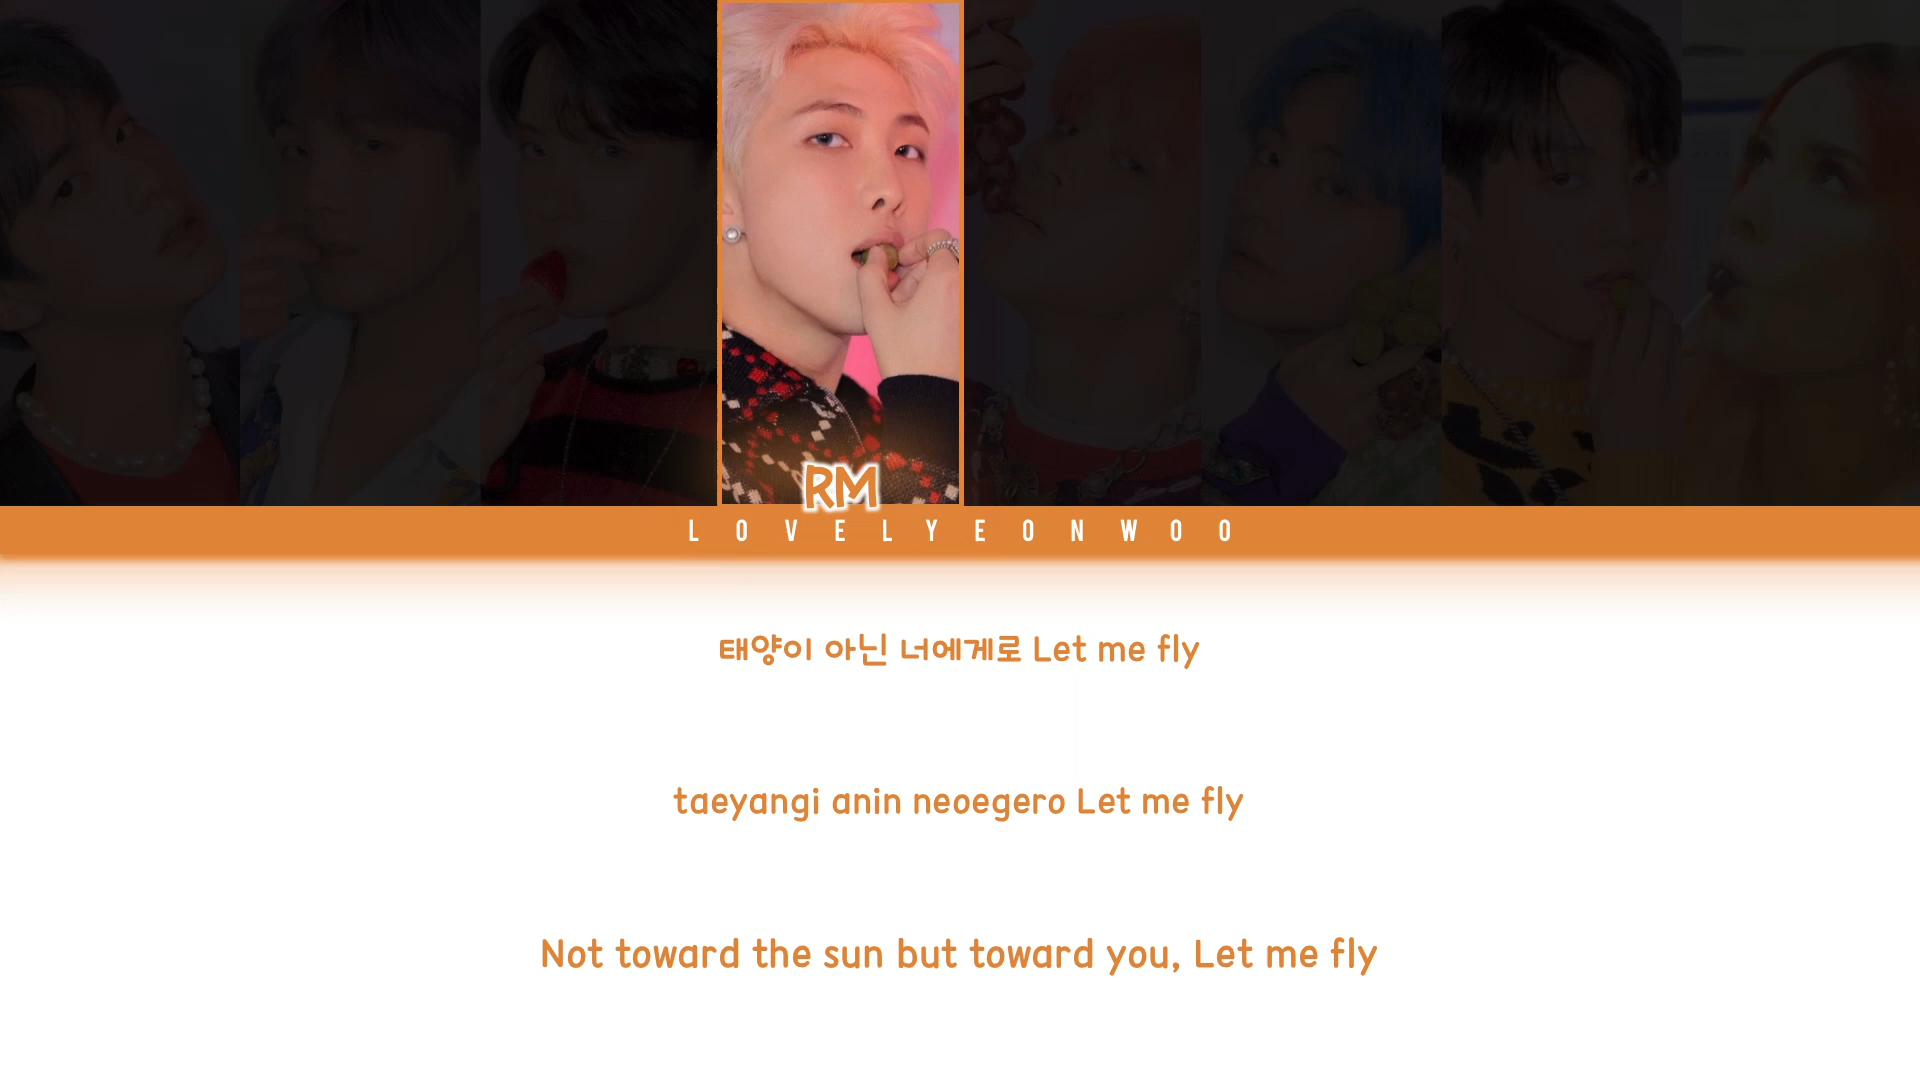 RM
LOVELYEONWOO
태양이 아닌 너에게로 Let me fly
taeyangi anin neoegero Let me fly
Not toward the sun but toward you, Let me fly